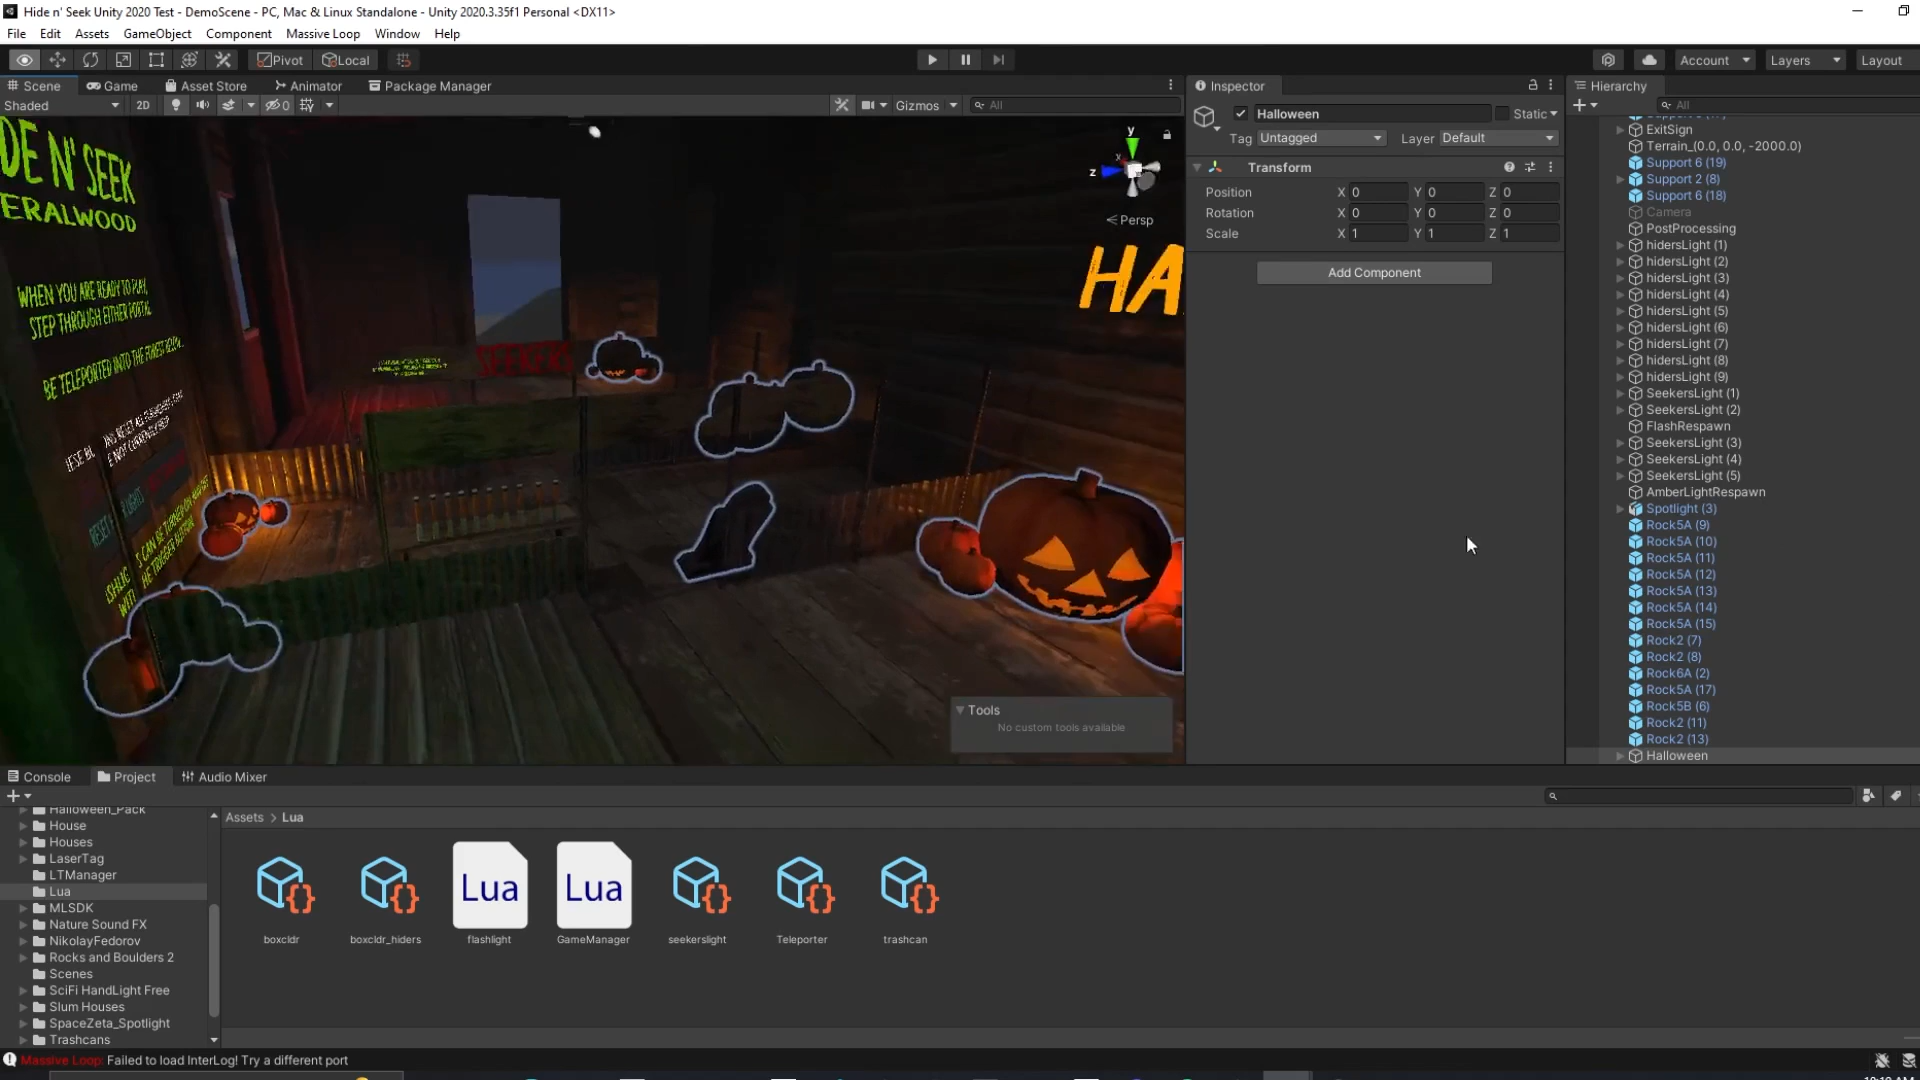 Hide n' Seek Unity 2020 Test - DemoScene - PC, Mac & Linux Standalone - Unity 2020.3.35f1 Personal <DX11>
File Edit Assets GameObject Component Massive Loop Window Help
Pivot Local Account Layers Layout
Scene Game Asset Store Animator Package Manager
Shaded 2D 0 Gizmos All
DE N' SEEK
ERALWOOD
WHEN YOU ARE READY TO PLAY,
STEP THROUGH EITHER PORTAL
BE TELEPORTED INTO THE FOREST BELOW.
SEEKERS
HA
y
x
z
Persp
Tools
No custom tools available
Inspector
Halloween Static
Tag Untagged Layer Default
Transform
Position X 0 Y 0 Z 0
Rotation X 0 Y 0 Z 0
Scale X 1 Y 1 Z 1
Add Component
Hierarchy
All
ExitSign
Terrain_(0.0, 0.0, -2000.0)
Support 6 (19)
Support 2 (8)
Support 6 (18)
Camera
PostProcessing
hidersLight (1)
hidersLight (2)
hidersLight (3)
hidersLight (4)
hidersLight (5)
hidersLight (6)
hidersLight (7)
hidersLight (8)
hidersLight (9)
SeekersLight (1)
SeekersLight (2)
FlashRespawn
SeekersLight (3)
SeekersLight (4)
SeekersLight (5)
AmberLightRespawn
Spotlight (3)
Rock5A (9)
Rock5A (10)
Rock5A (11)
Rock5A (12)
Rock5A (13)
Rock5A (14)
Rock5A (15)
Rock2 (7)
Rock2 (8)
Rock6A (2)
Rock5A (17)
Rock5B (6)
Rock2 (11)
Rock2 (13)
Halloween
Console Project Audio Mixer
Halloween_Pack
House
Houses
LaserTag
LTManager
Lua
MLSDK
Nature Sound FX
NikolayFedorov
Rocks and Boulders 2
Scenes
SciFi HandLight Free
Slum Houses
SpaceZeta_Spotlight
Trashcans
Assets > Lua
Lua Lua
boxcldr boxcldr_hiders flashlight GameManager seekerslight Teleporter trashcan
Massive Loop: Failed to load InterLog! Try a different port